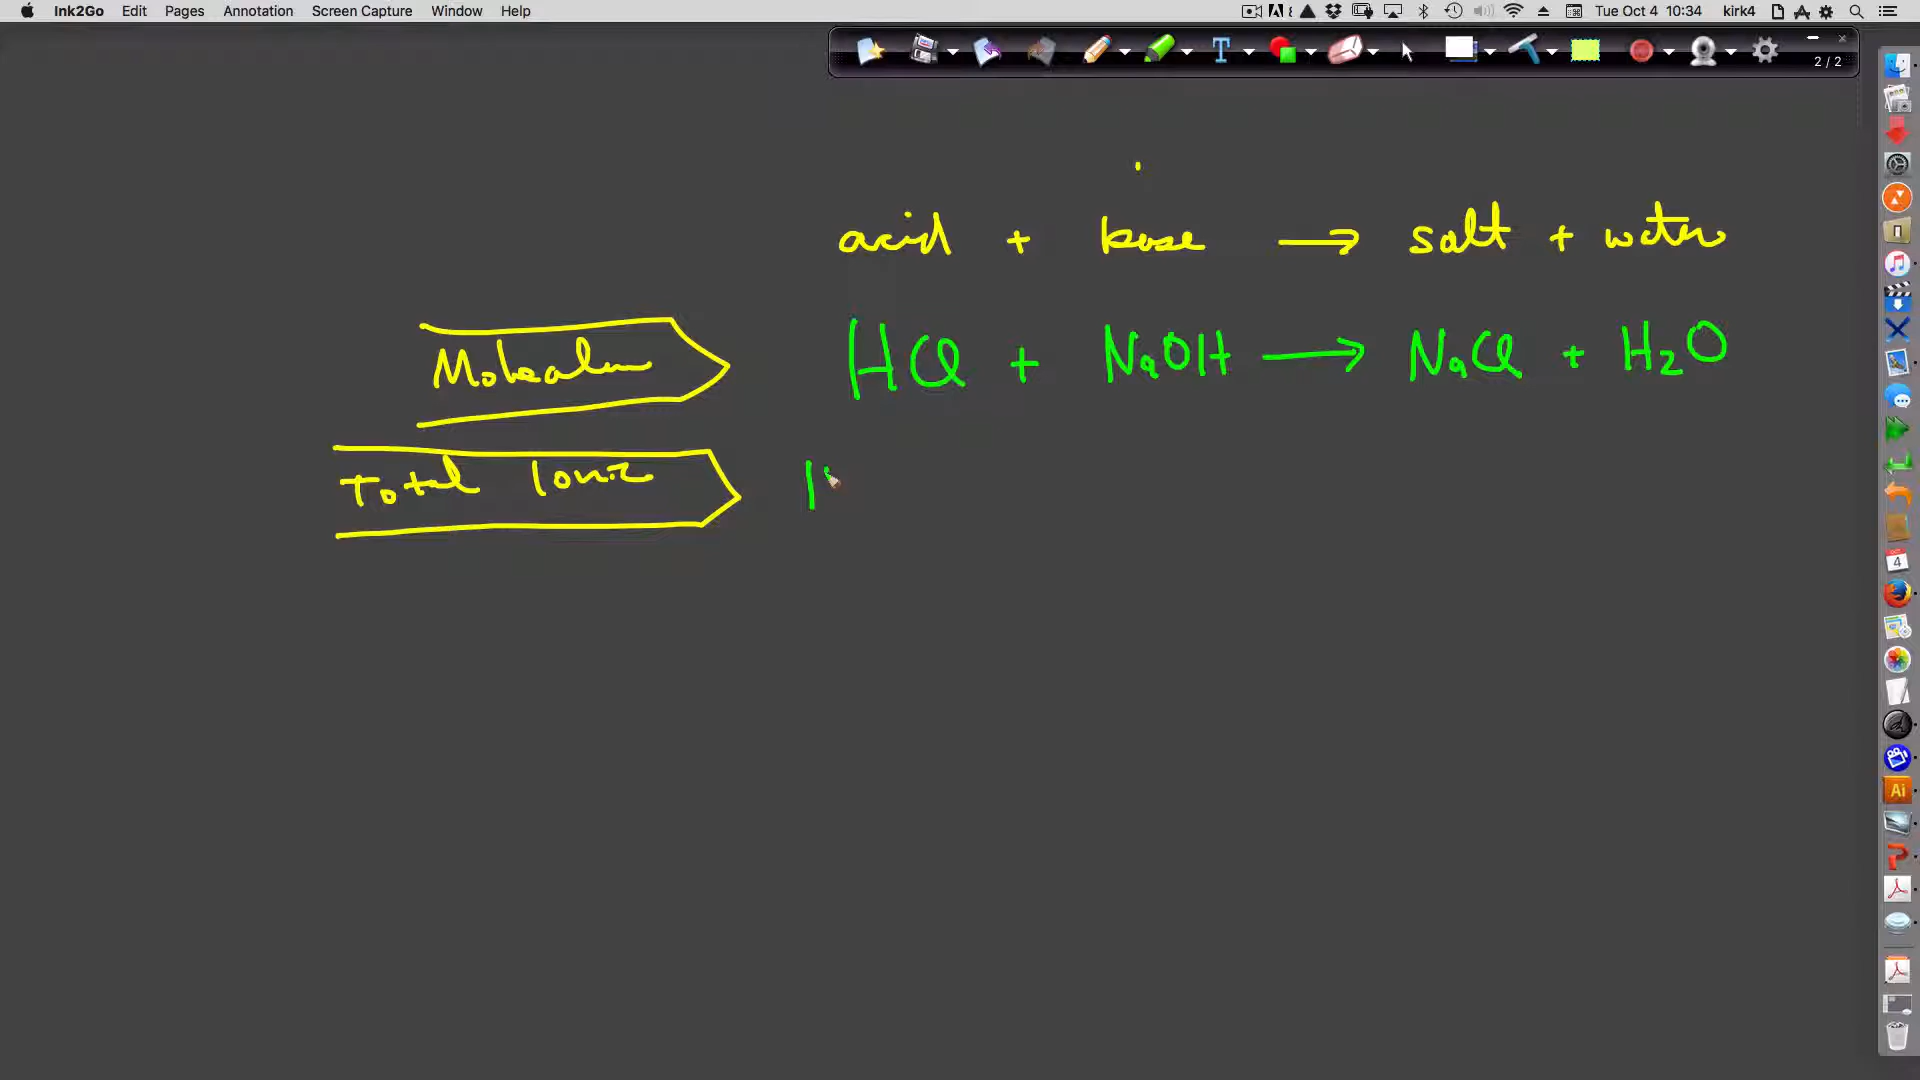 Ink2Go Edit Pages Annotation Screen Capture Window Help Tue Oct 4 10:34 kirk4
2 / 2
acid + base → salt + water
Molecular HCl + NaOH → NaCl + H₂O
Total Ionic H